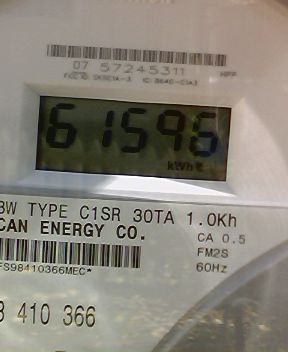 07 57245311
61596
kWh
3W TYPE C1SR 30TA 1.0Kh
CAN ENERGY CO.
CA 0.5
FM2S
60Hz
FS98410366MEC*
410 366